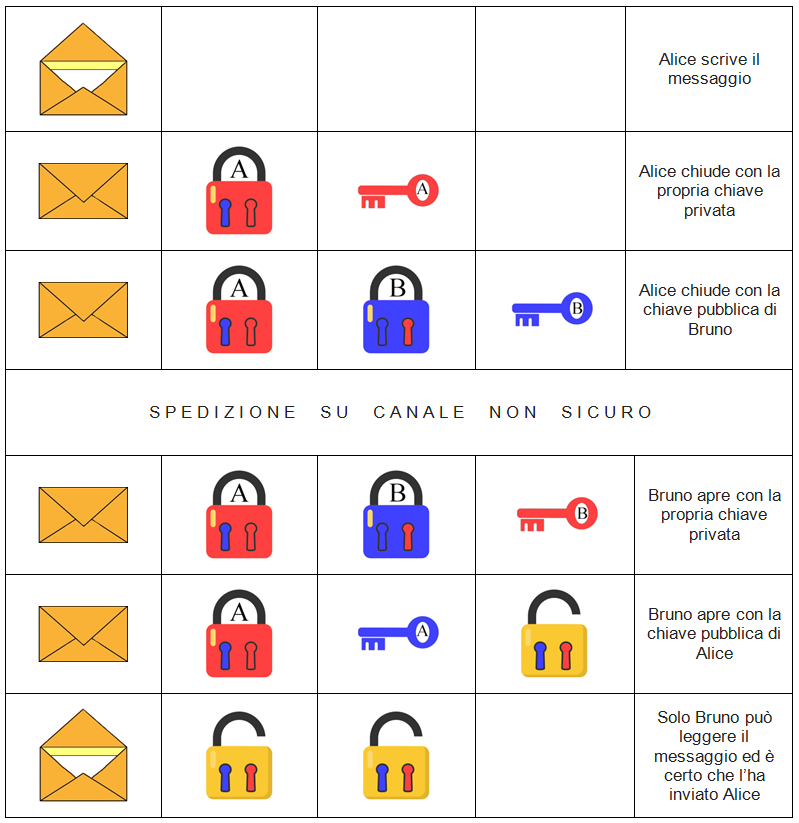 Alice scrive il
messaggio
A
A
Alice chiude con la
propria chiave
privata
A
B
B
Alice chiude con la
chiave pubblica di
Bruno
SPEDIZIONE SU CANALE NON SICURO
A
B
B
Bruno apre con la
propria chiave
privata
A
A
Bruno apre con la
chiave pubblica di
Alice
Solo Bruno può
leggere il
messaggio ed è
certo che l'ha
inviato Alice